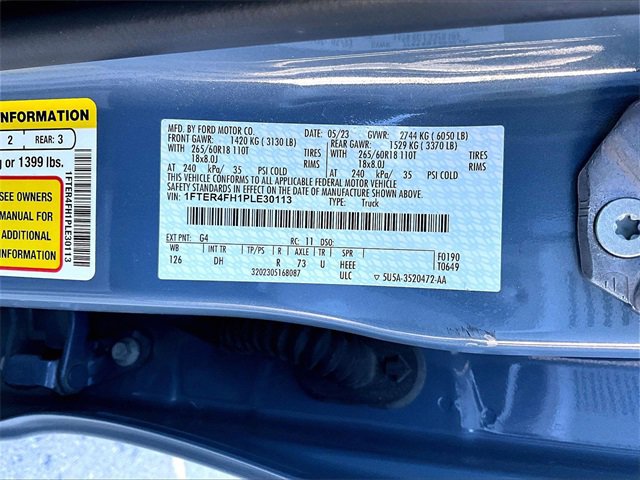 INFORMATION
2 REAR: 3
or 1399 lbs.
SEE OWNERS
MANUAL FOR
ADDITIONAL
INFORMATION
1FTER4FH1PLE30113
MFD. BY FORD MOTOR CO. 05/23 GVWR: 2744 KG ( 6050 LB)
FRONT GAWR: 1420 KG ( 3130 LB) REAR GAWR: 1529 KG ( 3370 LB)
WITH 265/60R18 110T TIRES WITH 265/60R18 110T TIRES
18x8.0J RIMS 18x8.0J RIMS
AT 240 kPa/ 35 PSI COLD AT 240 kPa/ 35 PSI COLD
THIS VEHICLE CONFORMS TO ALL APPLICABLE FEDERAL MOTOR VEHICLE
SAFETY AND THEFT PREVENTION STANDARDS IN EFFECT ON THE DATE OF MANUFACTURE SHOWN ABOVE.
VIN: 1FTER4FH1PLE30113 TYPE: Truck
EXT PNT: G4 RC: 11 DSO: F0190
WB INT TR TP/PS R AXLE TR SPR T0649
126 DH R 73 U HEEE
3202305168087 ULC 5U5A-3520472-AA